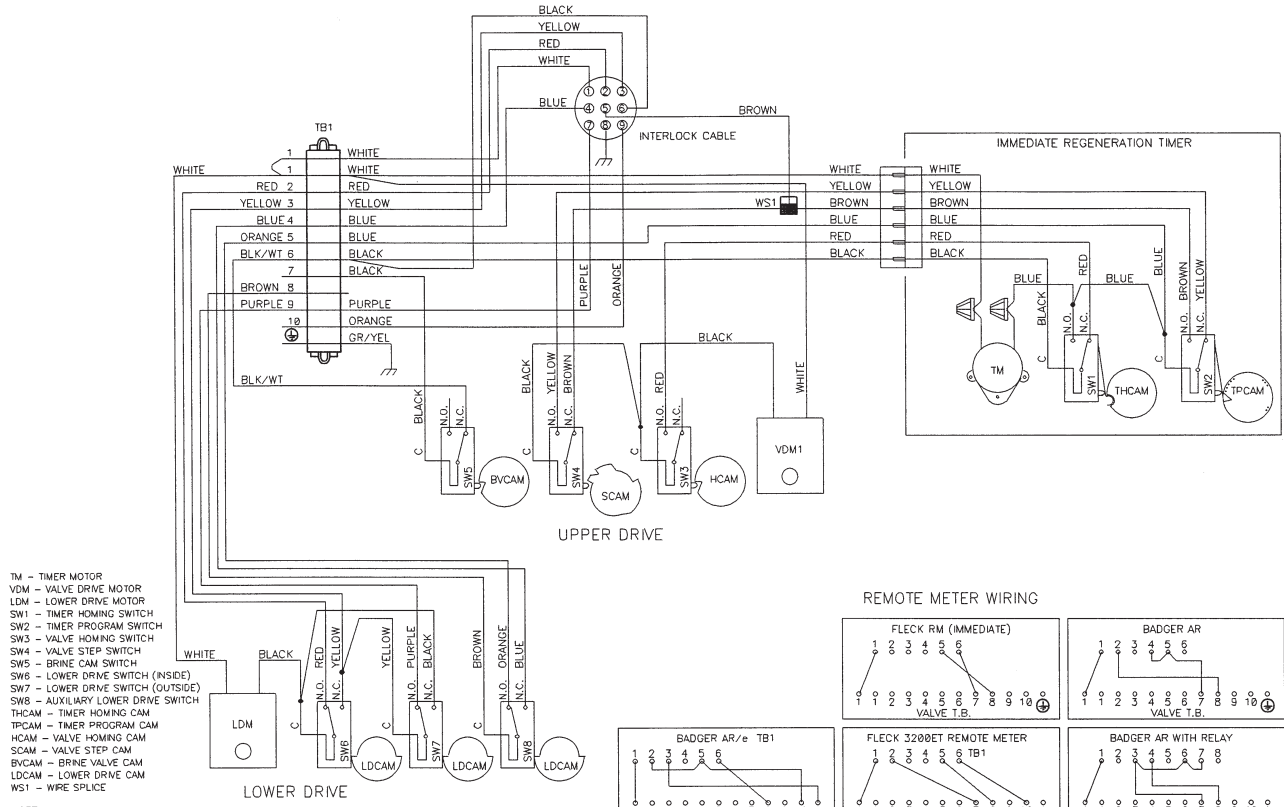 BLACK
YELLOW
RED
WHITE
BLUE
1 2 3
4 5 6
7 8 9
BROWN
INTERLOCK CABLE
TB1
WHITE
1 WHITE
1 WHITE
RED 2 RED
YELLOW 3 YELLOW
BLUE 4 BLUE
ORANGE 5 BLUE
BLK/WT 6 BLACK
7 BLACK
BROWN 8
PURPLE 9 PURPLE
10 ORANGE
GR/YEL
BLK/WT
PURPLE
ORANGE
WS1
IMMEDIATE REGENERATION TIMER
WHITE WHITE
YELLOW YELLOW
BROWN BROWN
BLUE BLUE
RED RED
BLACK BLACK
BLUE
BLACK
N.O.
RED
N.C.
BLUE
BLUE
BROWN
N.O.
YELLOW
N.C.
TM
C
SW1
THCAM
C
SW2
TPCAM
BLACK
N.O.
N.C.
C
SW5
BVCAM
BLACK
YELLOW
N.O.
BROWN
N.C.
C
SW4
SCAM
BLACK
RED
N.O.
N.C.
C
SW3
HCAM
WHITE
VDM1
UPPER DRIVE
TM – TIMER MOTOR
VDM – VALVE DRIVE MOTOR
LDM – LOWER DRIVE MOTOR
SW1 – TIMER HOMING SWITCH
SW2 – TIMER PROGRAM SWITCH
SW3 – VALVE HOMING SWITCH
SW4 – VALVE STEP SWITCH
SW5 – BRINE CAM SWITCH
SW6 – LOWER DRIVE SWITCH (INSIDE)
SW7 – LOWER DRIVE SWITCH (OUTSIDE)
SW8 – AUXILIARY LOWER DRIVE SWITCH
THCAM – TIMER HOMING CAM
TPCAM – TIMER PROGRAM CAM
HCAM – VALVE HOMING CAM
SCAM – VALVE STEP CAM
BVCAM – BRINE VALVE CAM
LDCAM – LOWER DRIVE CAM
WS1 – WIRE SPLICE
WHITE
BLACK
LDM
RED
N.O.
YELLOW
N.C.
C
SW6
LDCAM
YELLOW
PURPLE
N.O.
BLACK
N.C.
C
SW7
LDCAM
BROWN
ORANGE
N.O.
BLUE
N.C.
C
SW8
LDCAM
LOWER DRIVE
REMOTE METER WIRING
FLECK RM (IMMEDIATE)
1 2 3 4 5 6
1 1 2 3 4 5 6 7 8 9 10
VALVE T.B.
BADGER AR
1 2 3 4 5 6
1 1 2 3 4 5 6 7 8 9 10
VALVE T.B.
BADGER AR/e TB1
1 2 3 4 5 6
FLECK 3200ET REMOTE METER
1 2 3 4 5 6 TB1
BADGER AR WITH RELAY
1 2 3 4 5 6 7 8